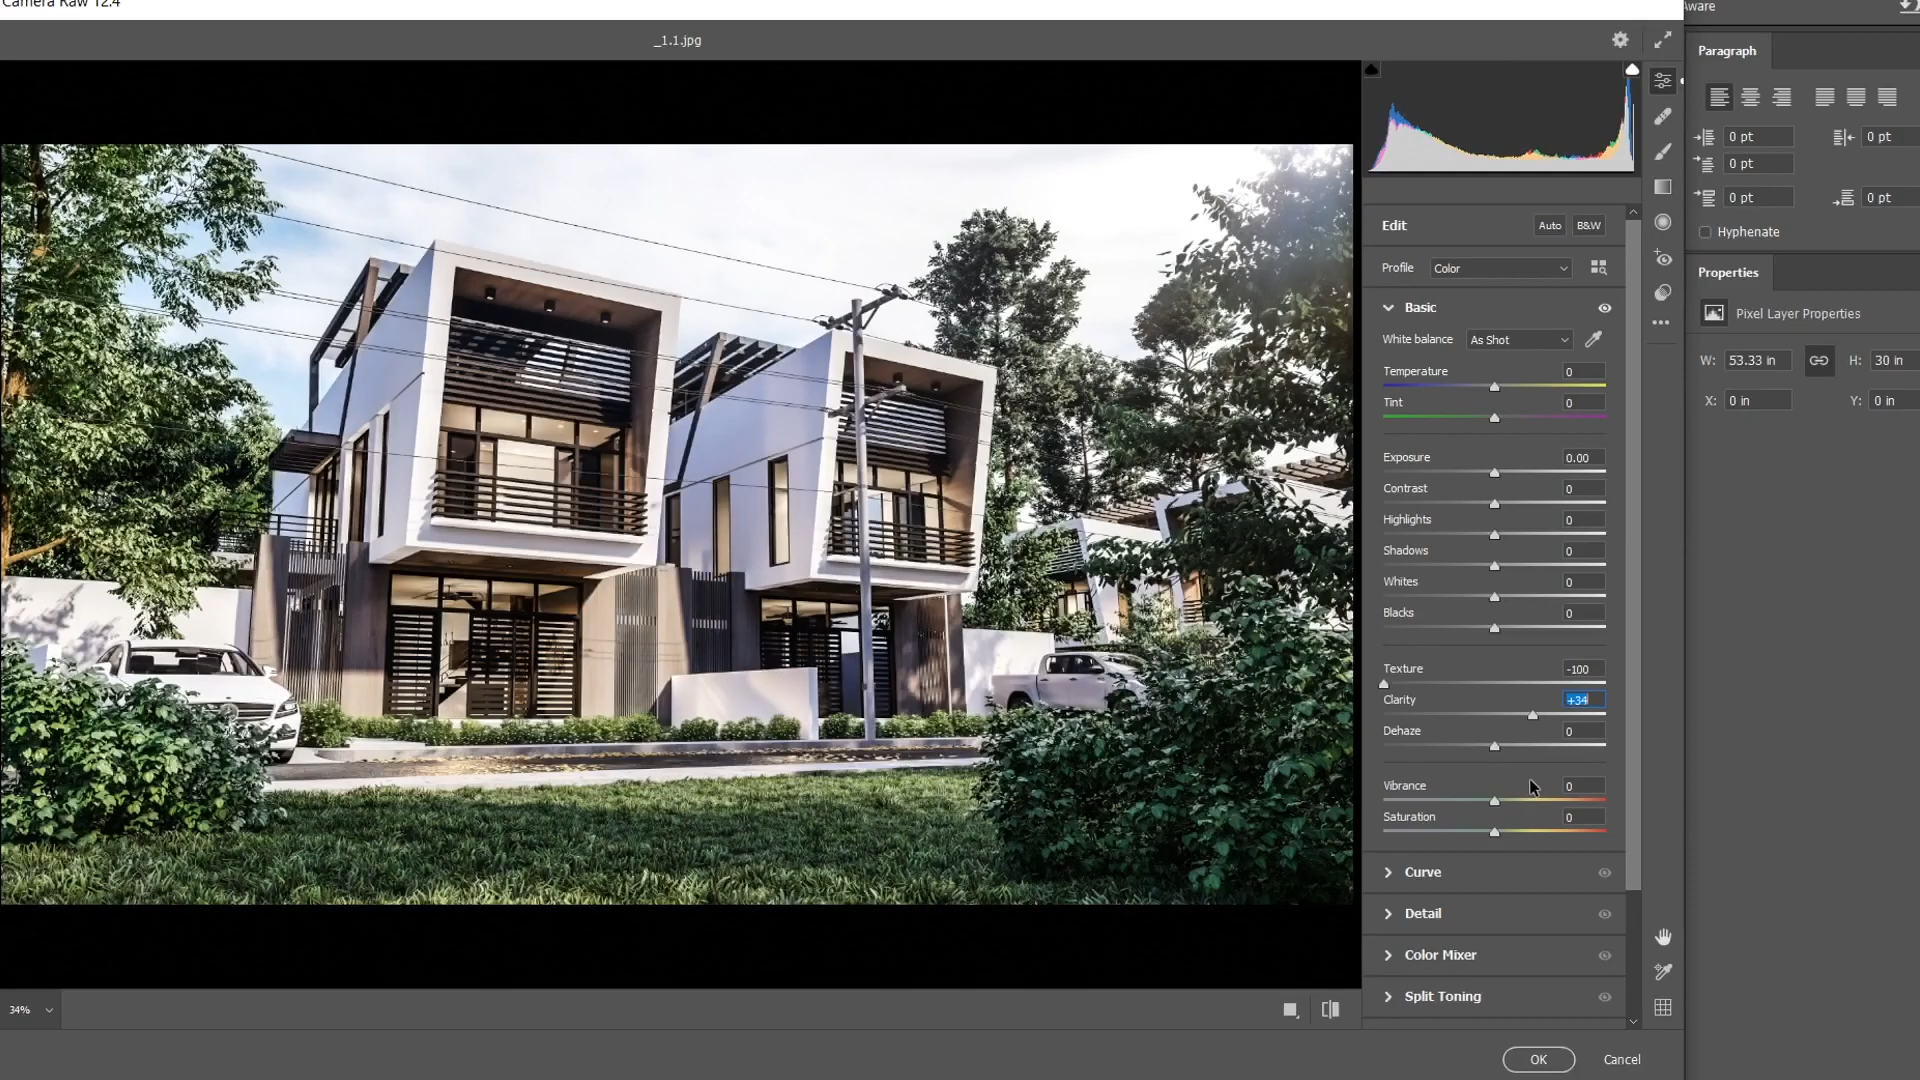 Camera Raw 12.4
Aware
_1.1.jpg
Paragraph
0 pt
0 pt
0 pt
0 pt
0 pt
Hyphenate
Edit
Auto
B&W
Profile
Color
Basic
White balance
As Shot
Temperature
0
Tint
0
Exposure
0.00
Contrast
0
Highlights
0
Shadows
0
Whites
0
Blacks
0
Texture
-100
Clarity
+34
Dehaze
0
Vibrance
0
Saturation
0
Curve
Detail
Color Mixer
Split Toning
Properties
Pixel Layer Properties
W:
53.33 in
H:
30 in
X:
0 in
Y:
0 in
34%
OK
Cancel